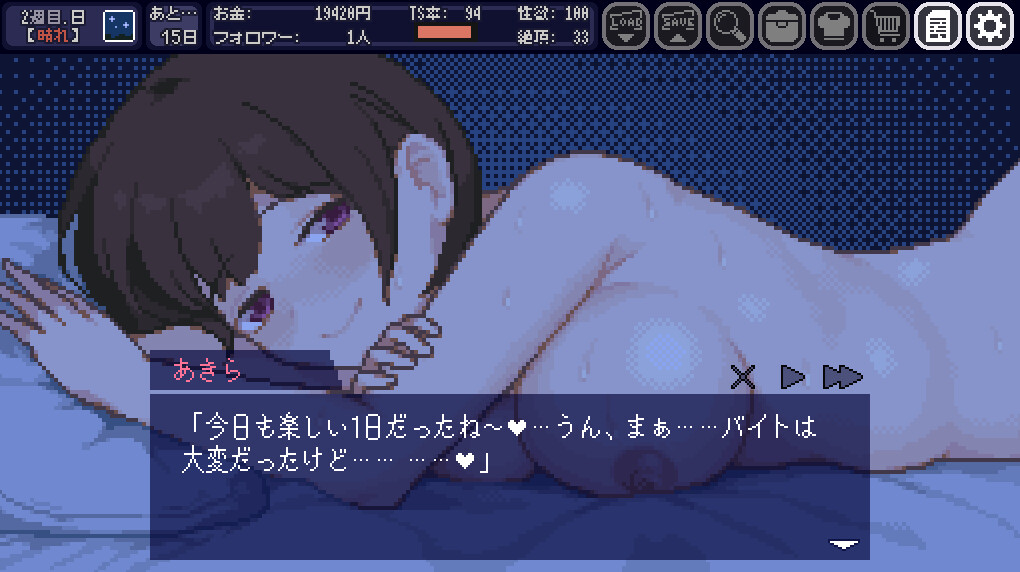 2週目.日
【晴れ】
あと…
15日
お金: 19420円
フォロワー: 1人
TS率: 94
性欲: 100
絶頂: 33
LOAD
SAVE
あきら
「今日も楽しい1日だったね～♥…うん、まぁ……バイトは
大変だったけど…… ……♥」